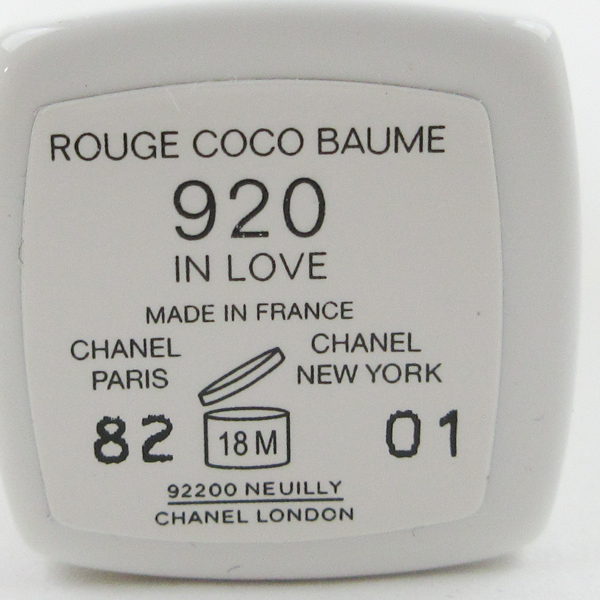 ROUGE COCO BAUME
920
IN LOVE
MADE IN FRANCE
CHANEL PARIS
CHANEL NEW YORK
82 18M 01
92200 NEUILLY
CHANEL LONDON